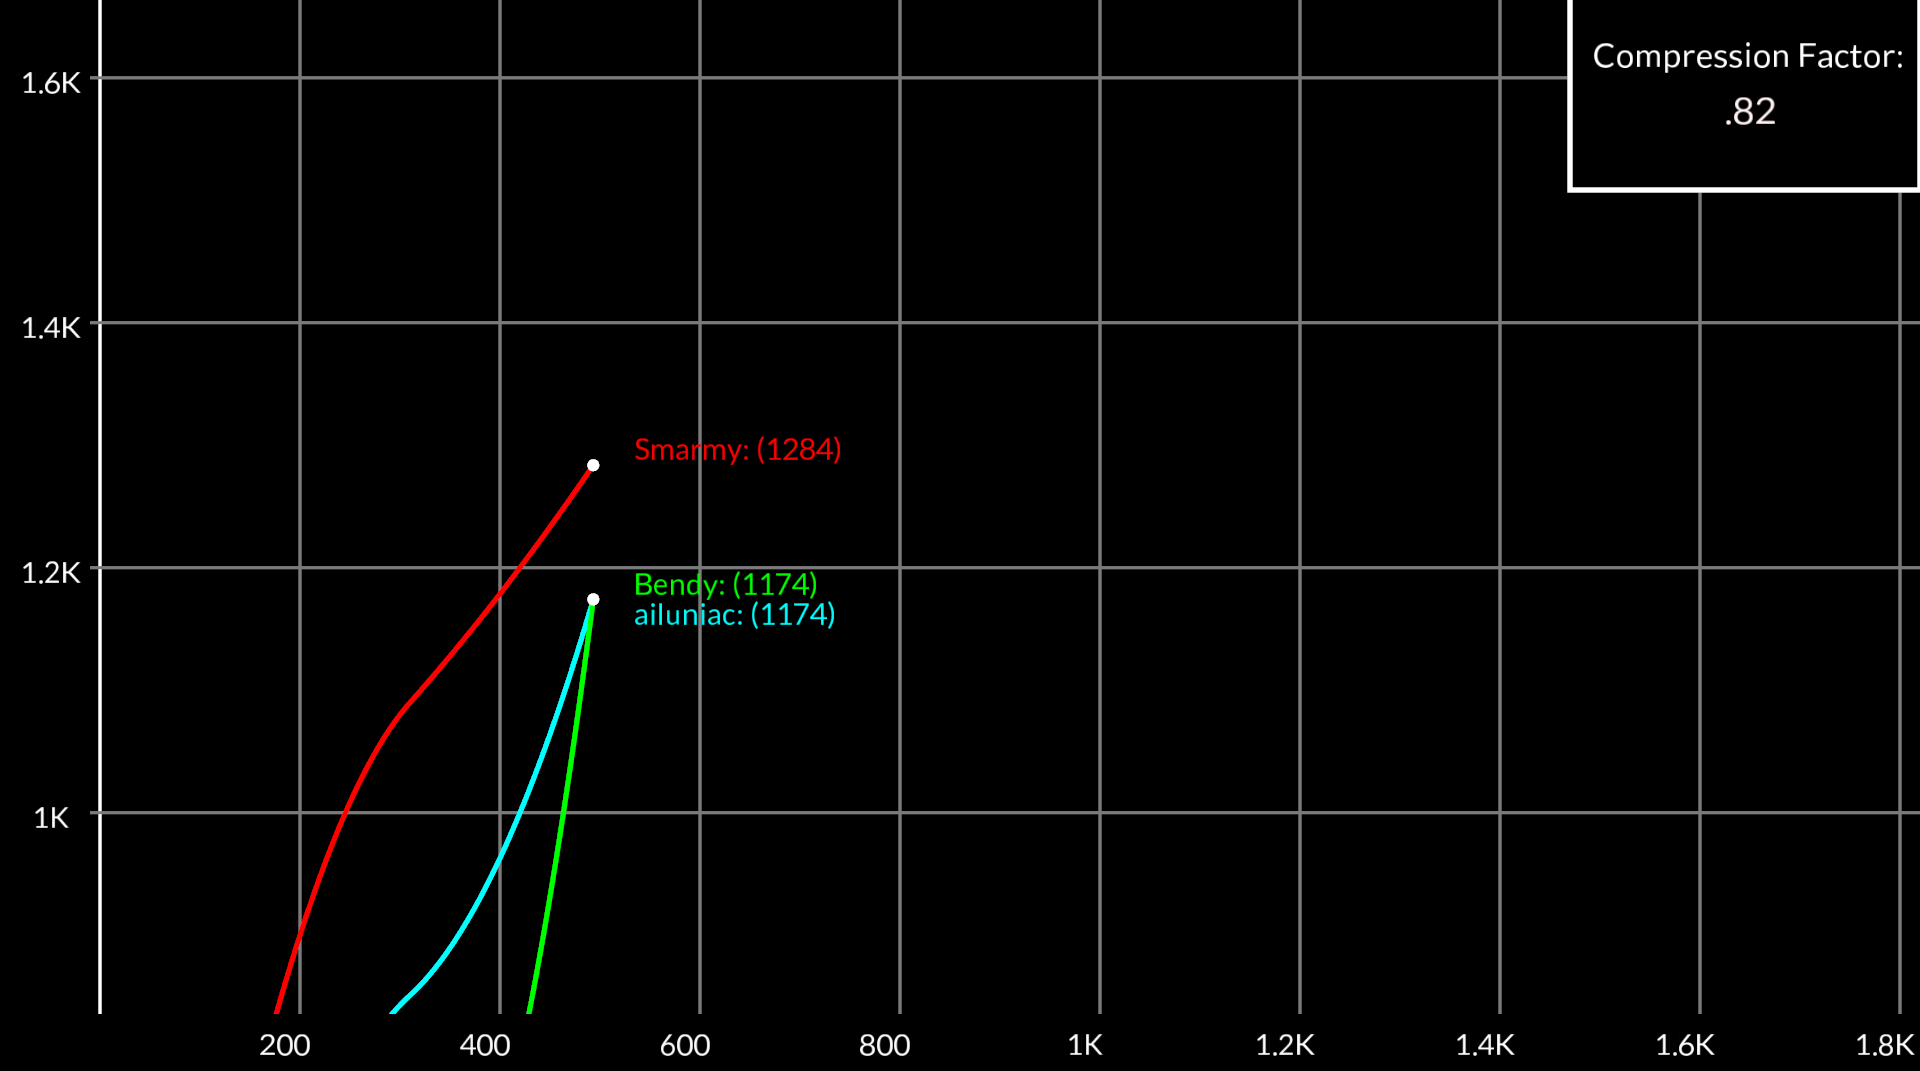 Compression Factor:
.82
1.6K
1.4K
Smarmy: (1284)
1.2K
Bendy: (1174)
ailuniac: (1174)
1K
200 400 600 800 1K 1.2K 1.4K 1.6K 1.8K